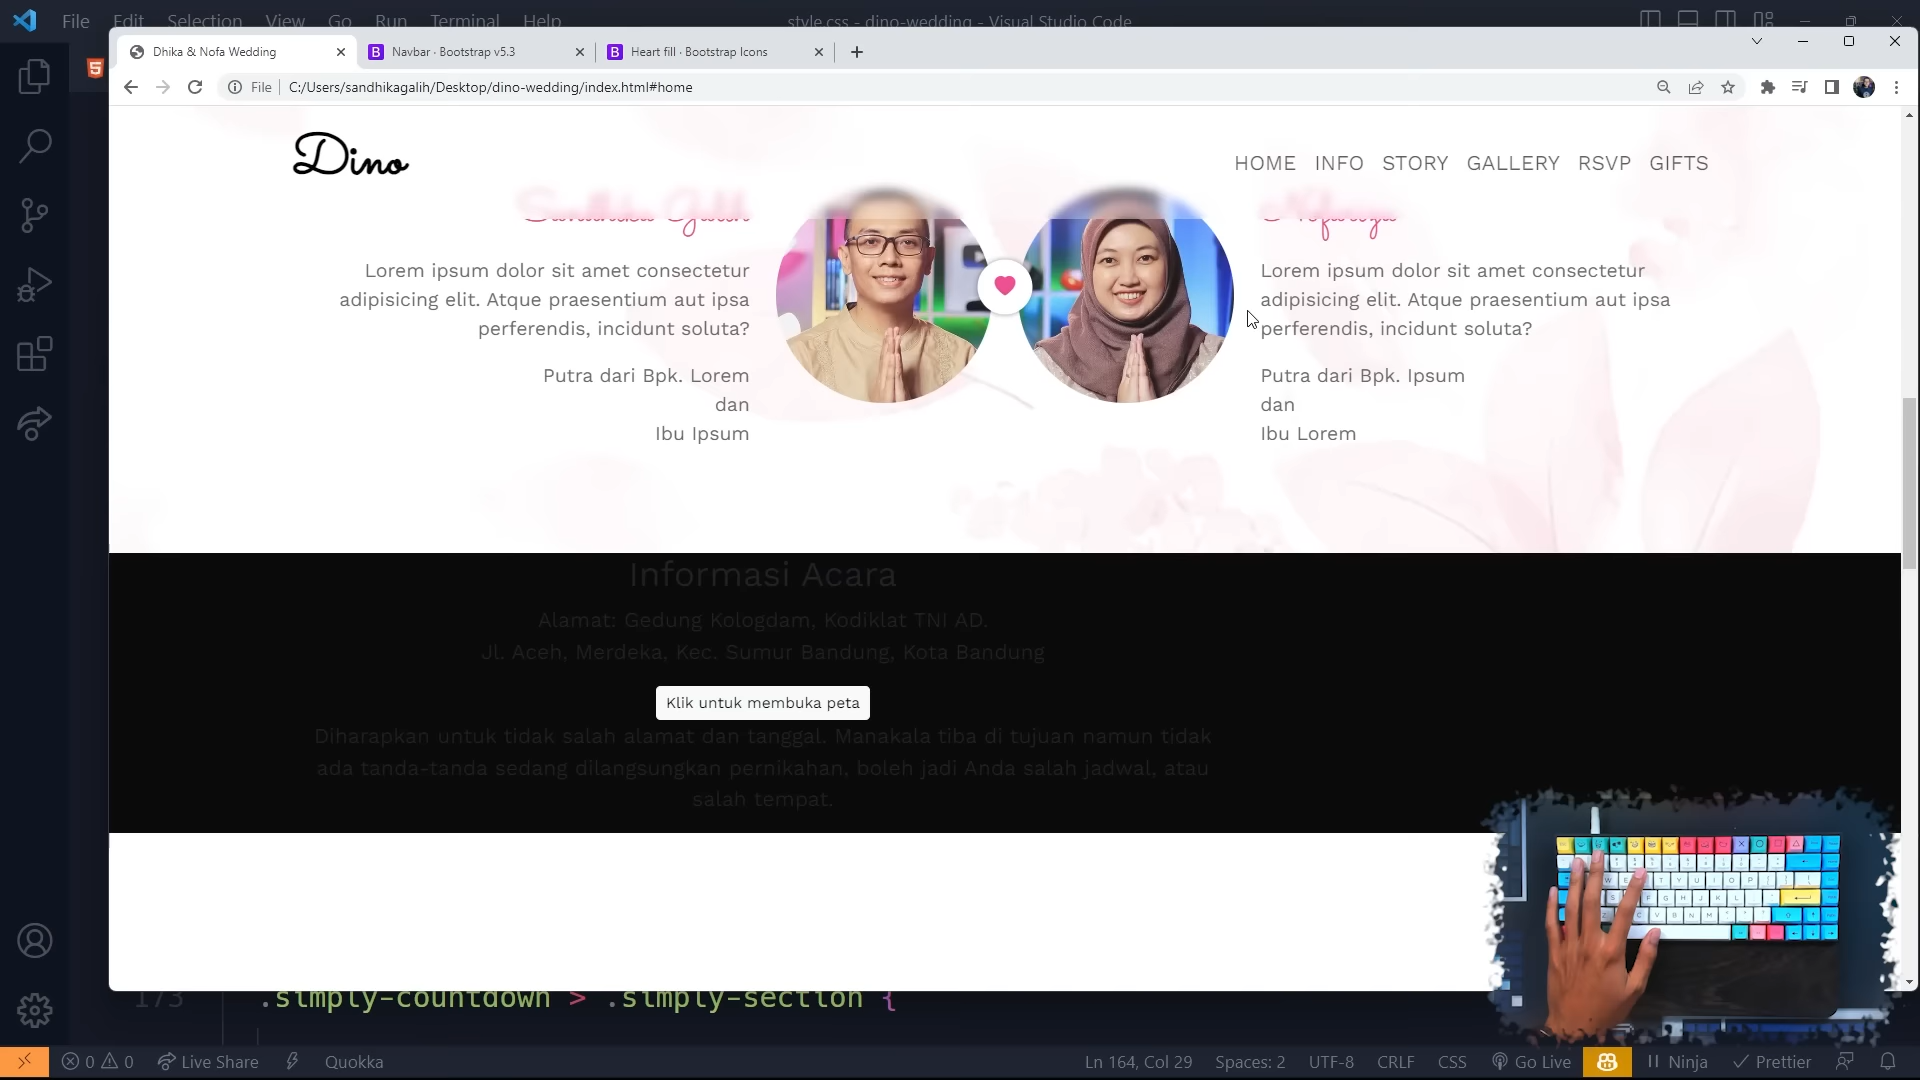 File Edit Selection View Go Run Terminal Help
style.css - dino-wedding - Visual Studio Code
Dhika & Nofa Wedding
Navbar · Bootstrap v5.3
Heart fill · Bootstrap Icons
File
C:/Users/sandhikagalih/Desktop/dino-wedding/index.html#home
Dino
HOME INFO STORY GALLERY RSVP GIFTS
Lorem ipsum dolor sit amet consectetur
adipisicing elit. Atque praesentium aut ipsa
perferendis, incidunt soluta?
Putra dari Bpk. Lorem
dan
Ibu Ipsum
Lorem ipsum dolor sit amet consectetur
adipisicing elit. Atque praesentium aut ipsa
perferendis, incidunt soluta?
Putra dari Bpk. Ipsum
dan
Ibu Lorem
Informasi Acara
Alamat: Gedung Kologdam, Kodiklat TNI AD.
Jl. Aceh, Merdeka, Kec. Sumur Bandung, Kota Bandung
Klik untuk membuka peta
Diharapkan untuk tidak salah alamat dan tanggal. Manakala tiba di tujuan namun tidak
ada tanda-tanda sedang dilangsungkan pernikahan, boleh jadi Anda salah jadwal, atau
salah tempat.
173 .simply-countdown > .simply-section {
0 0 Live Share Quokka
Ln 164, Col 29 Spaces: 2 UTF-8 CRLF CSS Go Live Ninja Prettier